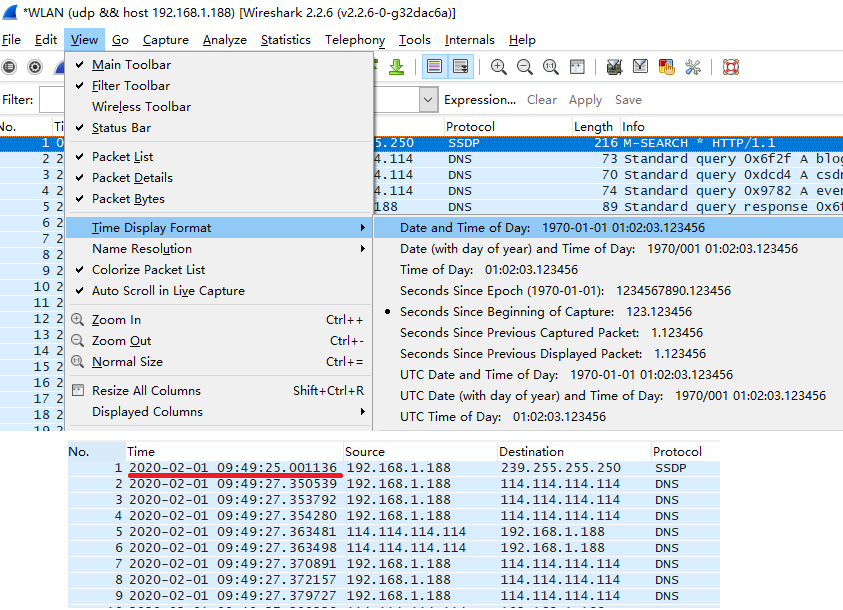 *WLAN (udp && host 192.168.1.188) [Wireshark 2.2.6 (v2.2.6-0-g32dac6a)]
File Edit View Go Capture Analyze Statistics Telephony Tools Internals Help
Filter: Expression... Clear Apply Save
Main Toolbar
Filter Toolbar
Wireless Toolbar
Status Bar
Packet List
Packet Details
Packet Bytes
Time Display Format
Name Resolution
Colorize Packet List
Auto Scroll in Live Capture
Zoom In Ctrl++
Zoom Out Ctrl+-
Normal Size Ctrl+=
Resize All Columns Shift+Ctrl+R
Displayed Columns
No. Ti Protocol Length Info
1 0 5.250 SSDP 216 M-SEARCH * HTTP/1.1
2 2 4.114 DNS 73 Standard query 0x6f2f A blog
3 2 4.114 DNS 70 Standard query 0xdcd4 A csdn
4 2 4.114 DNS 74 Standard query 0x9782 A even
5 2 188 DNS 89 Standard query response 0x6f
6 2
7 2
8 2
9 2
10 2
11 2
12 2
13 2
14 2
15 2
16 2
17 2
18 2
Date and Time of Day: 1970-01-01 01:02:03.123456
Date (with day of year) and Time of Day: 1970/001 01:02:03.123456
Time of Day: 01:02:03.123456
Seconds Since Epoch (1970-01-01): 1234567890.123456
Seconds Since Beginning of Capture: 123.123456
Seconds Since Previous Captured Packet: 1.123456
Seconds Since Previous Displayed Packet: 1.123456
UTC Date and Time of Day: 1970-01-01 01:02:03.123456
UTC Date (with day of year) and Time of Day: 1970/001 01:02:03.123456
UTC Time of Day: 01:02:03.123456
No. Time Source Destination Protocol
1 2020-02-01 09:49:25.001136 192.168.1.188 239.255.255.250 SSDP
2 2020-02-01 09:49:27.350539 192.168.1.188 114.114.114.114 DNS
3 2020-02-01 09:49:27.353792 192.168.1.188 114.114.114.114 DNS
4 2020-02-01 09:49:27.354280 192.168.1.188 114.114.114.114 DNS
5 2020-02-01 09:49:27.363481 114.114.114.114 192.168.1.188 DNS
6 2020-02-01 09:49:27.363498 114.114.114.114 192.168.1.188 DNS
7 2020-02-01 09:49:27.370891 192.168.1.188 114.114.114.114 DNS
8 2020-02-01 09:49:27.372157 192.168.1.188 114.114.114.114 DNS
9 2020-02-01 09:49:27.379727 192.168.1.188 114.114.114.114 DNS